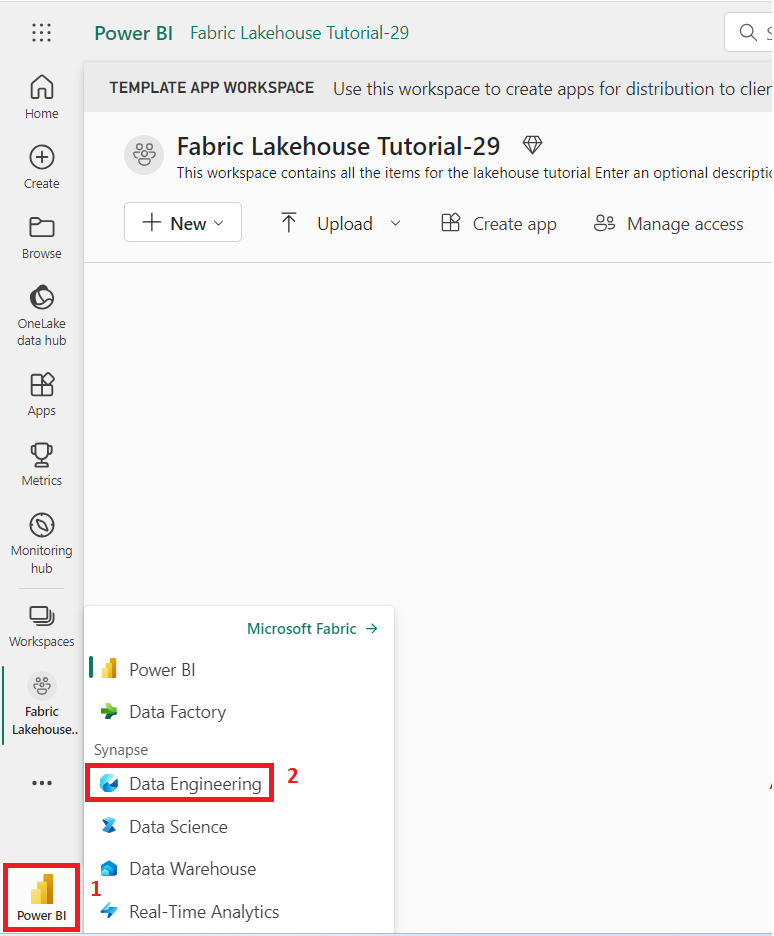 Power BI Fabric Lakehouse Tutorial-29
Home
Create
Browse
OneLake
data hub
Apps
Metrics
Monitoring
hub
Workspaces
Fabric
Lakehouse..
Power BI
TEMPLATE APP WORKSPACE Use this workspace to create apps for distribution to clien
Fabric Lakehouse Tutorial-29
This workspace contains all the items for the lakehouse tutorial Enter an optional descriptio
New Upload Create app Manage access
Microsoft Fabric →
Power BI
Data Factory
Synapse
Data Engineering 2
Data Science
Data Warehouse
1
Real-Time Analytics